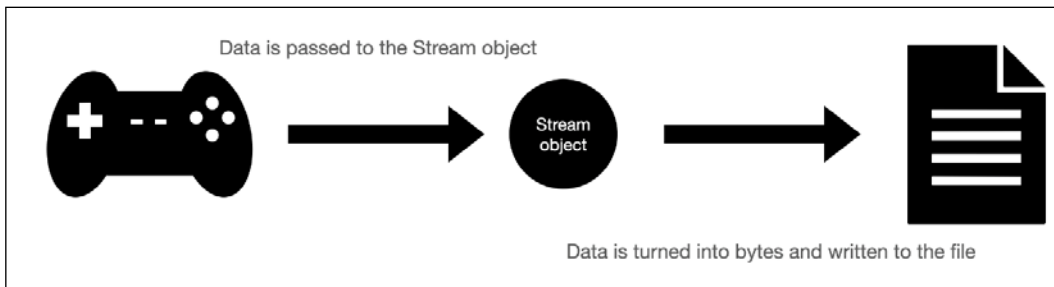 Data is passed to the Stream object
Stream
object
Data is turned into bytes and written to the file